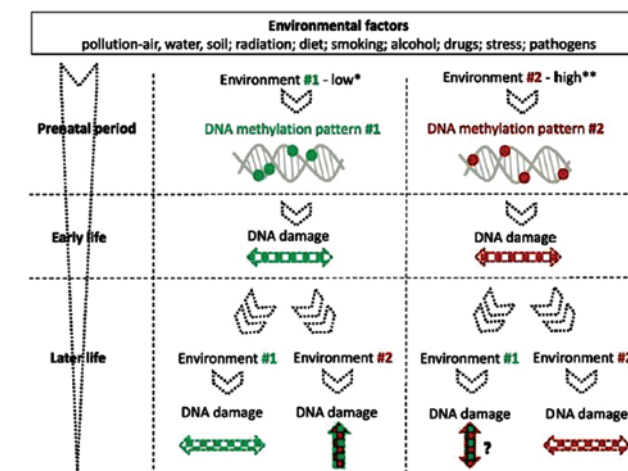 Environmental factors
pollution-air, water, soil; radiation; diet; smoking; alcohol; drugs; stress; pathogens
Environment #1 - low*
Environment #2 - high**
Prenatal period
DNA methylation pattern #1
DNA methylation pattern #2
Early life
DNA damage
DNA damage
Later life
Environment #1
Environment #2
Environment #1
Environment #2
DNA damage
DNA damage
DNA damage
DNA damage
?